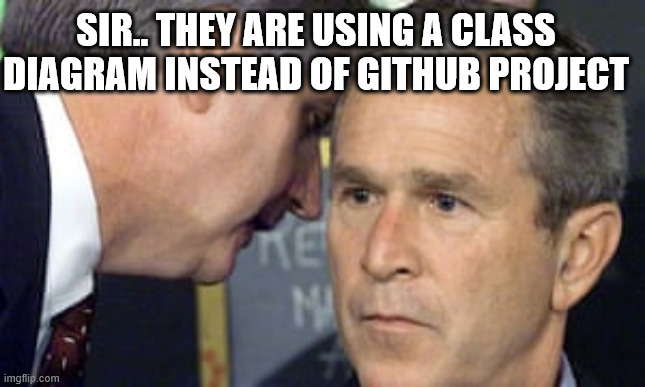 SIR.. THEY ARE USING A CLASS
DIAGRAM INSTEAD OF GITHUB PROJECT
imgflip.com